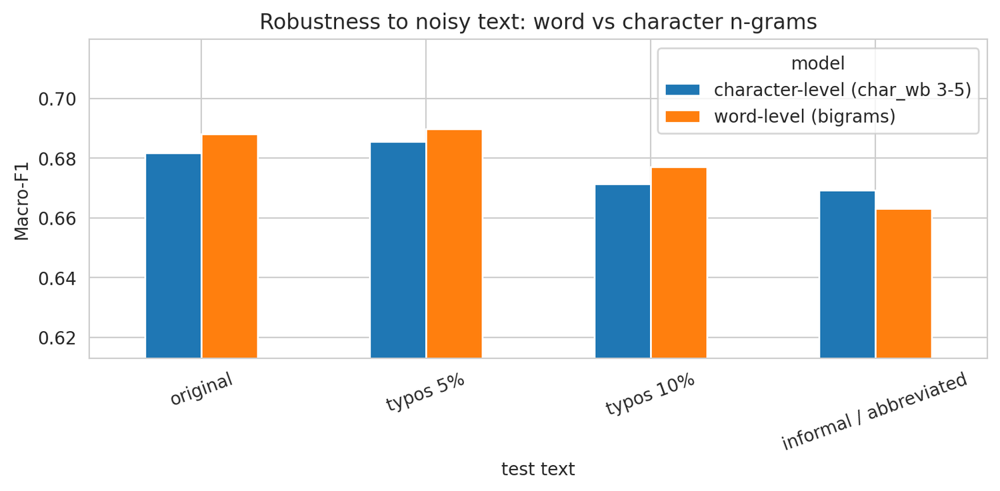 Robustness to noisy text: word vs character n-grams
model
character-level (char_wb 3-5)
word-level (bigrams)
Macro-F1
0.70
0.68
0.66
0.64
0.62
original
typos 5%
typos 10%
informal / abbreviated
test text